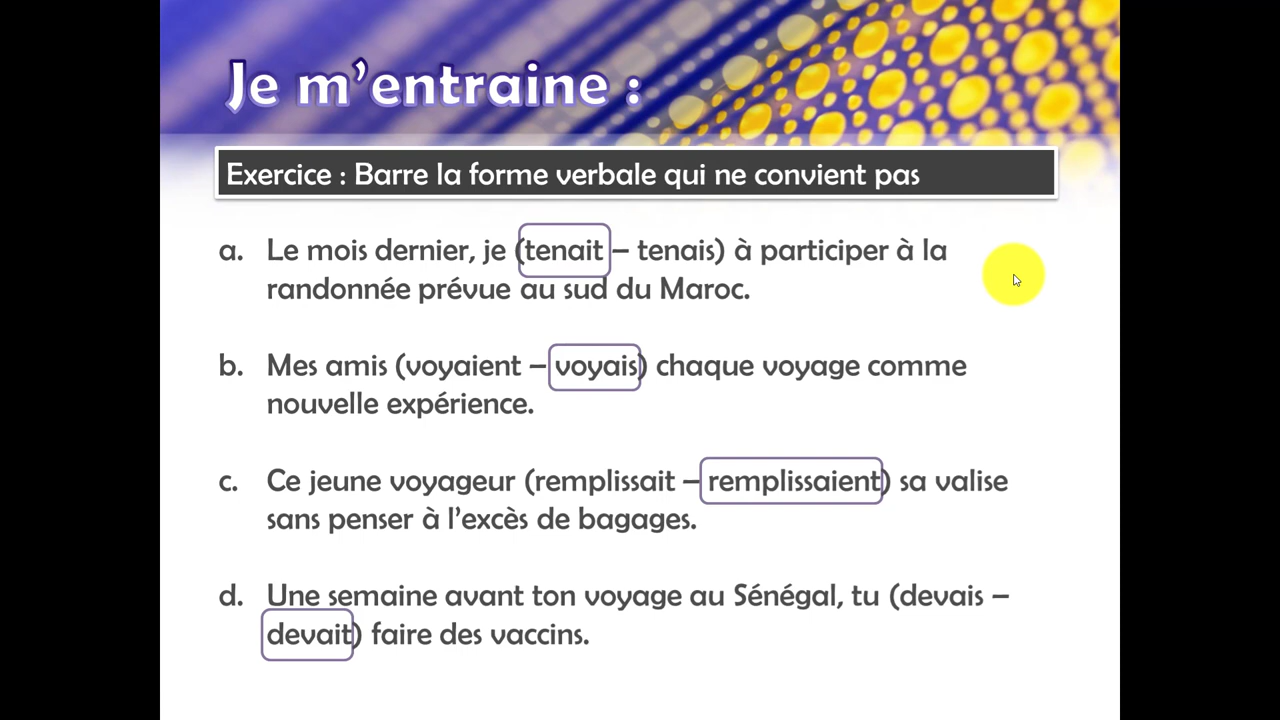 Je m’entraine :
Exercice : Barre la forme verbale qui ne convient pas
a. Le mois dernier, je (tenait – tenais) à participer à la
randonnée prévue au sud du Maroc.
b. Mes amis (voyaient – voyais) chaque voyage comme
nouvelle expérience.
c. Ce jeune voyageur (remplissait – remplissaient) sa valise
sans penser à l’excès de bagages.
d. Une semaine avant ton voyage au Sénégal, tu (devais –
devait) faire des vaccins.